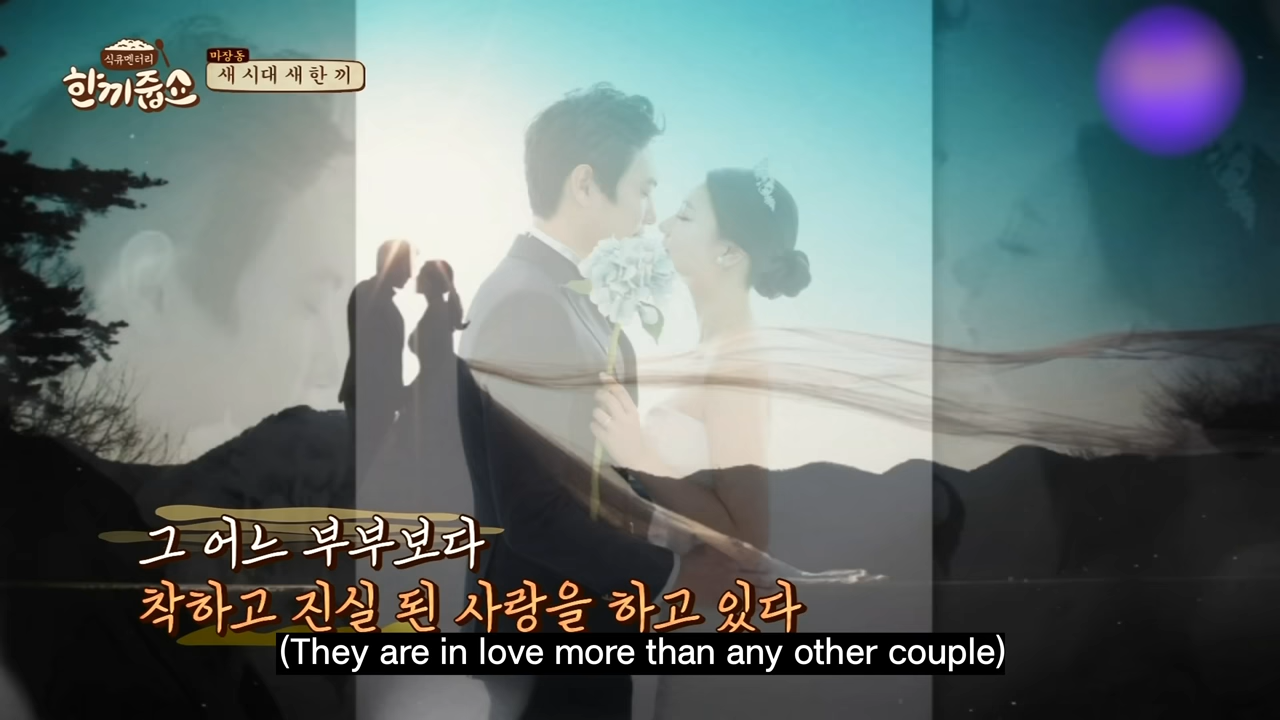 식큐멘터리
한끼줍쇼
마장동
새 시대 새 한 끼
그 어느 부부보다
착하고 진실 된 사랑을 하고 있다
(They are in love more than any other couple)